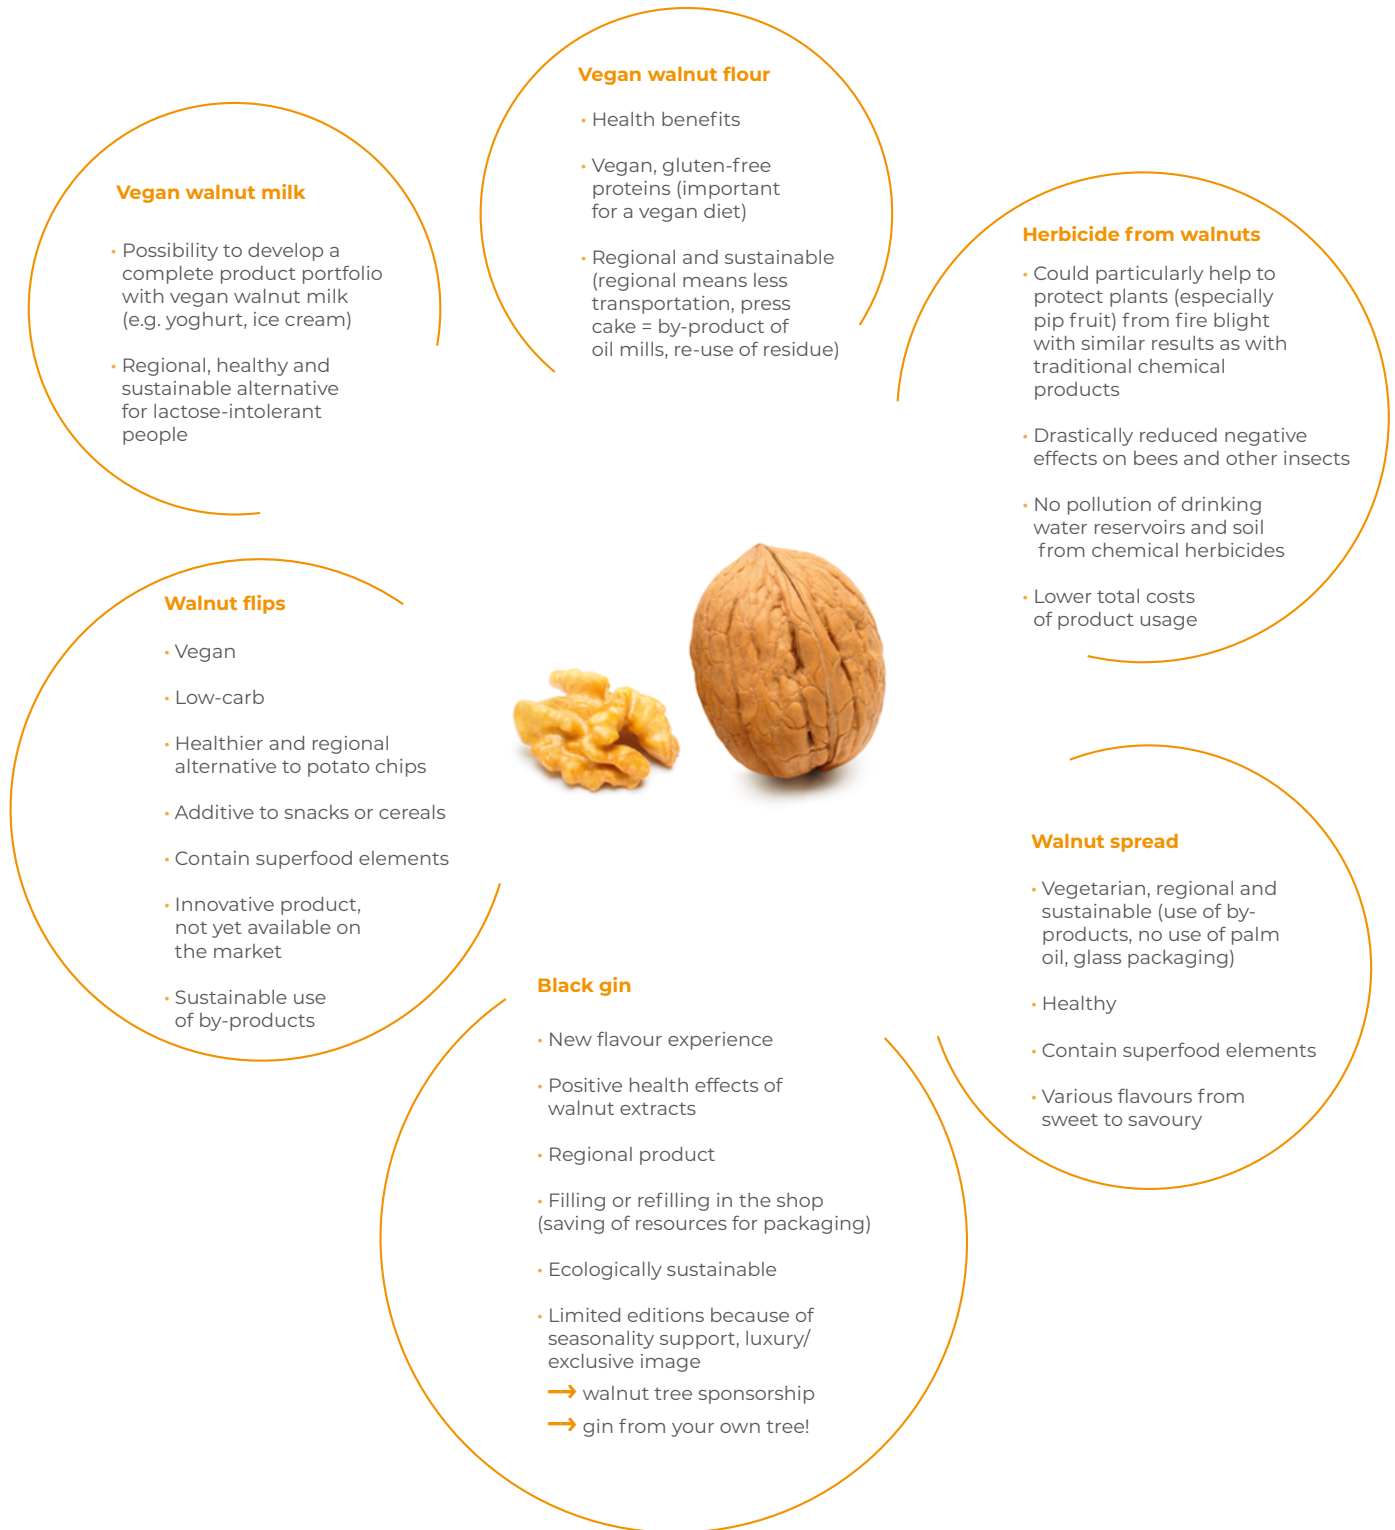 Vegan walnut flour
• Health benefits
• Vegan, gluten-free
proteins (important
for a vegan diet)
• Regional and sustainable
(regional means less
transportation, press
cake = by-product of
oil mills, re-use of residue)
Vegan walnut milk
• Possibility to develop a
complete product portfolio
with vegan walnut milk
(e.g. yoghurt, ice cream)
• Regional, healthy and
sustainable alternative
for lactose-intolerant
people
Herbicide from walnuts
• Could particularly help to
protect plants (especially
pip fruit) from fire blight
with similar results as with
traditional chemical
products
• Drastically reduced negative
effects on bees and other insects
• No pollution of drinking
water reservoirs and soil
from chemical herbicides
• Lower total costs
of product usage
Walnut flips
• Vegan
• Low-carb
• Healthier and regional
alternative to potato chips
• Additive to snacks or cereals
• Contain superfood elements
• Innovative product,
not yet available on
the market
• Sustainable use
of by-products
Walnut spread
• Vegetarian, regional and
sustainable (use of by-
products, no use of palm
oil, glass packaging)
• Healthy
• Contain superfood elements
• Various flavours from
sweet to savoury
Black gin
• New flavour experience
• Positive health effects of
walnut extracts
• Regional product
• Filling or refilling in the shop
(saving of resources for packaging)
• Ecologically sustainable
• Limited editions because of
seasonality support, luxury/
exclusive image
→ walnut tree sponsorship
→ gin from your own tree!